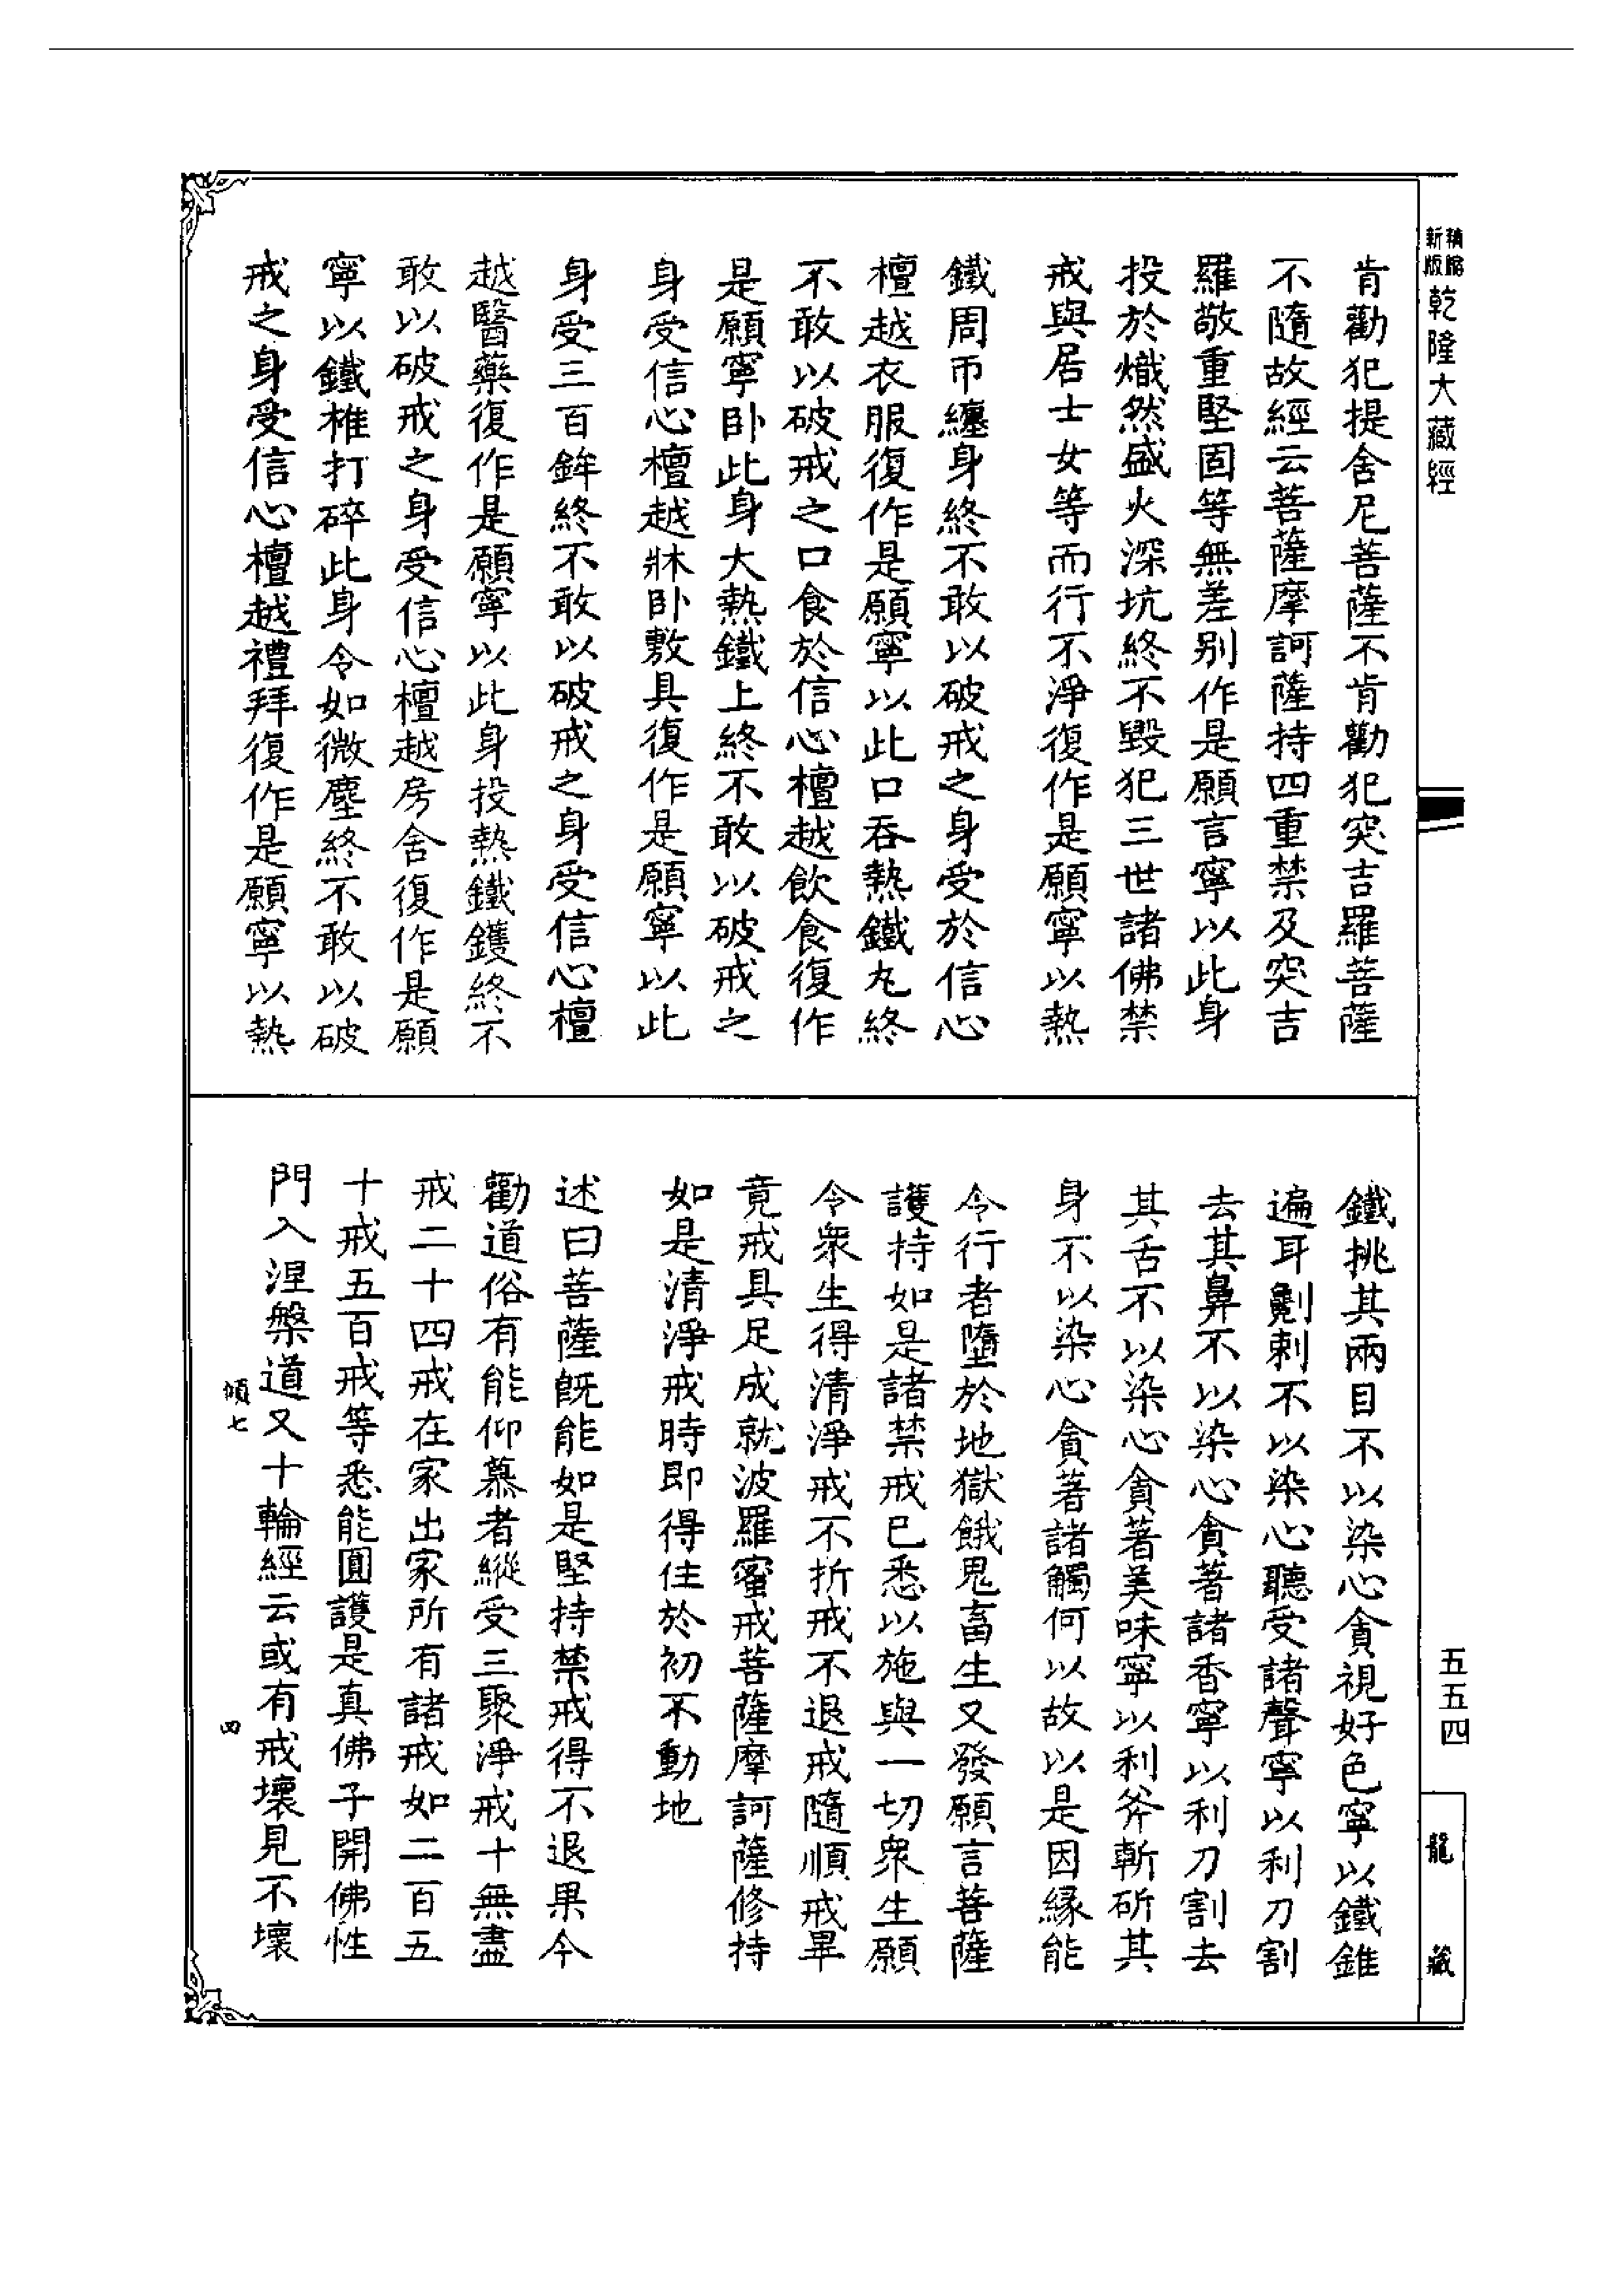 新版精縮乾隆大藏經
肯勸犯提舍尼菩薩不肯勸犯突吉羅菩薩
不隨故經云菩薩摩訶薩持四重禁及突吉
羅敬重堅固等無差别作是願言寧以此身
投於熾然盛火深坑終不毀犯三世諸佛禁
戒與居士女等而行不淨復作是願寧以熱
鐵周帀纏身終不敢以破戒之身受於信心
檀越衣服復作是願寧以此口吞熱鐵丸終
不敢以破戒之口食於信心檀越飲食復作
是願寧卧此身大熱鐵上終不敢以破戒之
身受信心檀越牀卧敷具復作是願寧以此
身受三百鉾終不敢以破戒之身受信心檀
越醫藥復作是願寧以此身投熱鐵鑊終不
敢以破戒之身受信心檀越房舍復作是願
寧以鐵椎打碎此身令如微塵終不敢以破
戒之身受信心檀越禮拜復作是願寧以熱
鐵挑其兩目不以染心貪視好色寧以鐵錐
遍耳劖刺不以染心聽受諸聲寧以利刀割
去其鼻不以染心貪著諸香寧以利刀割去
其舌不以染心貪著美味寧以利斧斬斫其
身不以染心貪著諸觸何以故以是因縁能
令行者墮於地獄餓鬼畜生又發願言菩薩
護持如是諸禁戒已悉以施與一切衆生願
令衆生得清淨戒不折戒不退戒隨順戒畢
竟戒具足成就波羅蜜戒菩薩摩訶薩修持
如是清淨戒時即得住於初不動地
述曰菩薩旣能如是堅持禁戒得不退果今
勸道俗有能仰慕者縱受三聚淨戒十無盡
戒二十四戒在家出家所有諸戒如二百五
十戒五百戒等悉能圓護是真佛子開佛性
門入涅槃道又十輪經云或有戒壞見不壞
傾七
四
五五四
龍藏